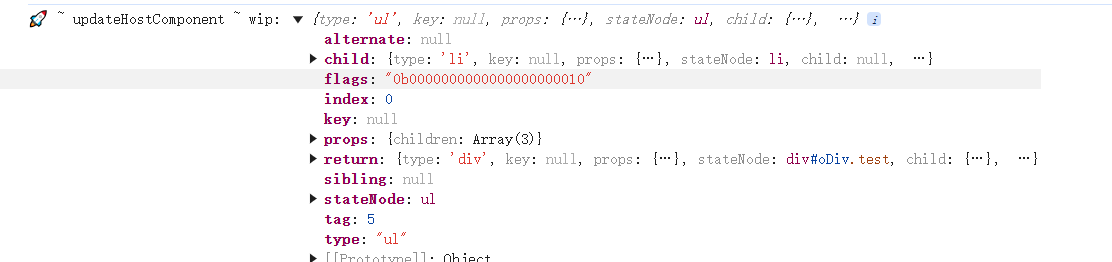 🚀 ~ updateHostComponent ~ wip: ▼ {type: 'ul', key: null, props: {…}, stateNode: ul, child: {…}, …} i
alternate: null
▶ child: {type: 'li', key: null, props: {…}, stateNode: li, child: null, …}
flags: "0b0000000000000000000010"
index: 0
key: null
▶ props: {children: Array(3)}
▶ return: {type: 'div', key: null, props: {…}, stateNode: div#oDiv.test, child: {…}, …}
sibling: null
▶ stateNode: ul
tag: 5
type: "ul"
▶ [[Prototype]]: Object